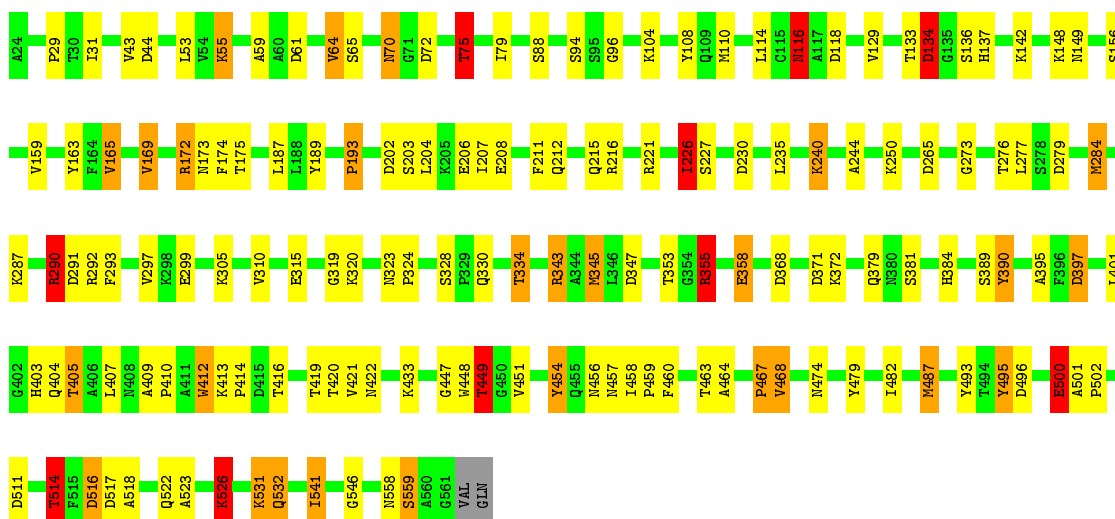 A24 P29 T30 I31 V43 D44 L53 V54 K55 A59 A60 D61 V64 S65 N70 G71 D72 T75 I79 S88 S94 S95 G96 K104 Y108 Q109 M110 L114 C115 N116 A117 D118 V129 T133 D134 G135 S136 H137 K142 K148 N149 S156
V159 Y163 F164 V165 V169 R172 N173 F174 T175 L187 L188 Y189 P193 D202 S203 L204 K205 E206 I207 E208 F211 Q212 Q215 R216 R221 I226 S227 D230 L235 K240 A244 K250 D265 G273 T276 L277 S278 D279 M284
K287 R290 D291 R292 F293 V297 K298 E299 K305 V310 E315 G319 K320 N323 P324 S328 P329 Q330 T334 R343 A344 M345 L346 D347 T353 G354 R355 E358 D368 D371 K372 Q379 N380 S381 H384 S389 Y390 A395 F396 D397 L401
G402 H403 Q404 T405 A406 L407 N408 A409 P410 A411 W412 K413 P414 D415 T416 T419 T420 V421 N422 K433 G447 W448 T449 G450 V451 Y454 Q455 N456 N457 I458 P459 F460 T463 A464 P467 V468 N474 Y479 I482 M487 Y493 T494 Y495 D496 E500 A501 P502
D511 T514 F515 D516 D517 A518 Q522 A523 K526 K531 Q532 I541 G546 N558 S559 A560 G561 VAL GLN